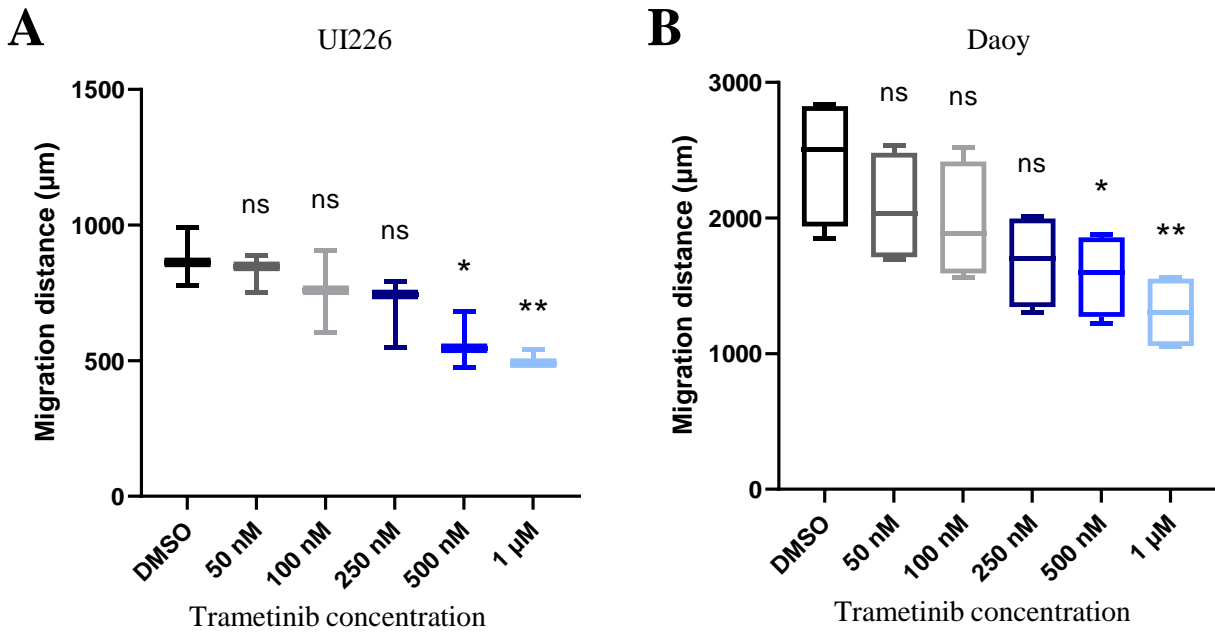 A
UI226
Migration distance (µm)
1500
1000
500
0
ns
ns
ns
*
**
DMSO
50 nM
100 nM
250 nM
500 nM
1 µM
Trametinib concentration
B
Daoy
Migration distance (µm)
3000
2000
1000
0
ns
ns
ns
*
**
DMSO
50 nM
100 nM
250 nM
500 nM
1 µM
Trametinib concentration